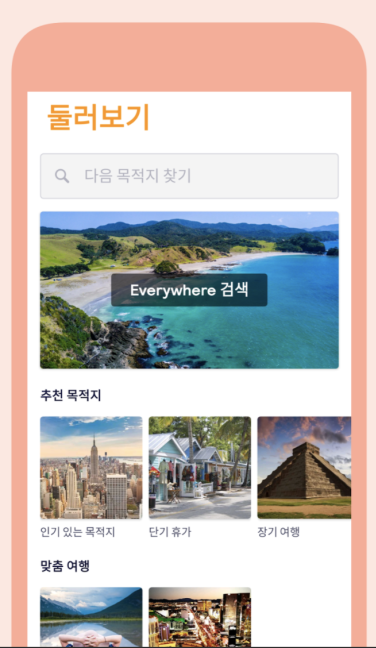 둘러보기
다음 목적지 찾기
Everywhere 검색
추천 목적지
인기 있는 목적지
단기 휴가
장기 여행
맞춤 여행